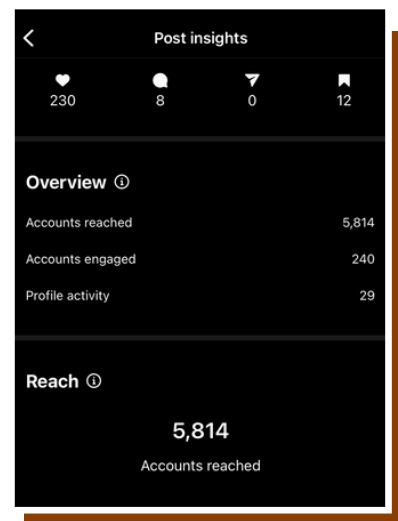 Post insights
230 8 0 12
Overview
Accounts reached 5,814
Accounts engaged 240
Profile activity 29
Reach
5,814
Accounts reached